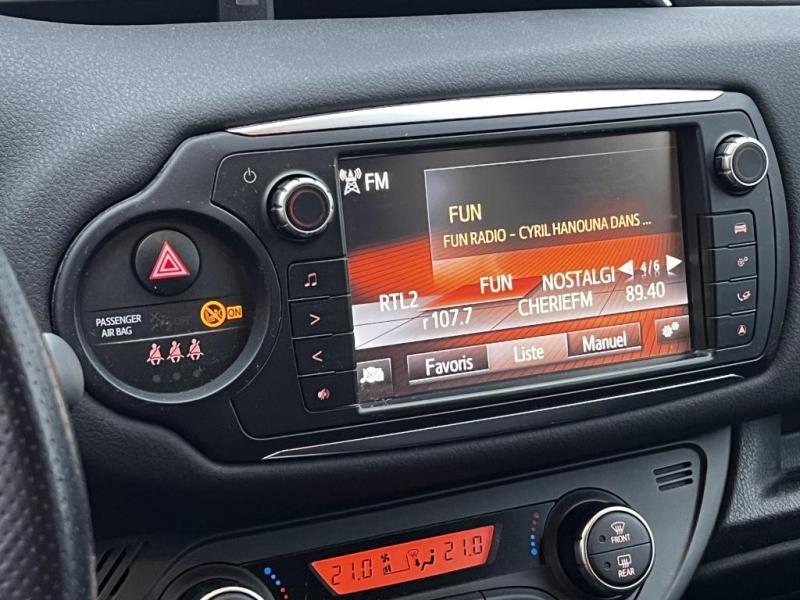 FM
FUN
FUN RADIO - CYRIL HANOUNA DANS ...
RTL2 FUN NOSTALGI 4/6
r 107.7 CHERIEFM 89.40
Favoris Liste Manuel
PASSENGER
AIR BAG
ON
21.0 21.0
FRONT
REAR